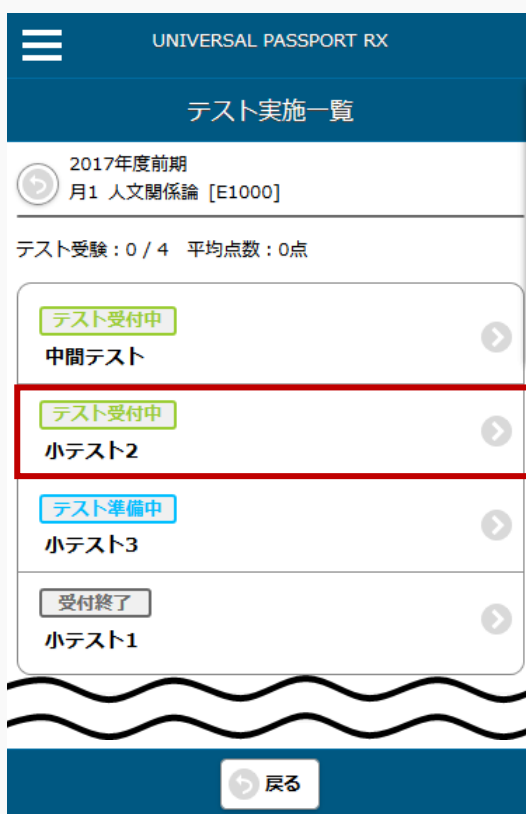 UNIVERSAL PASSPORT RX
テスト実施一覧
2017年度前期
月1 人文関係論 [E1000]
テスト受験：0 / 4 平均点数：0点
テスト受付中
中間テスト
テスト受付中
小テスト2
テスト準備中
小テスト3
受付終了
小テスト1
戻る